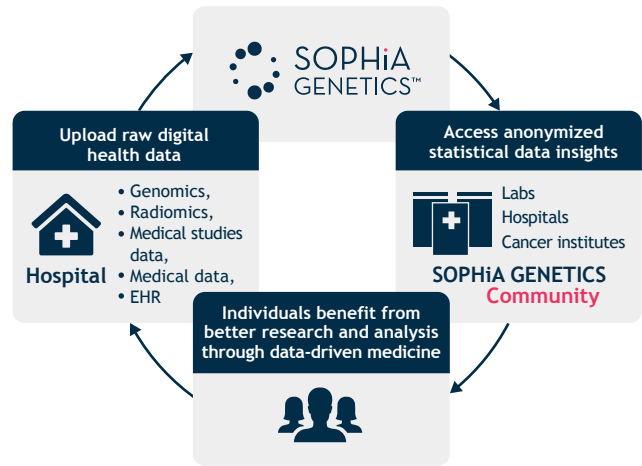 SOPHiA
GENETICS™
Upload raw digital
health data
• Genomics,
• Radiomics,
• Medical studies
data,
• Medical data,
• EHR
Hospital
Access anonymized
statistical data insights
Labs
Hospitals
Cancer institutes
SOPHiA GENETICS
Community
Individuals benefit from
better research and analysis
through data-driven medicine